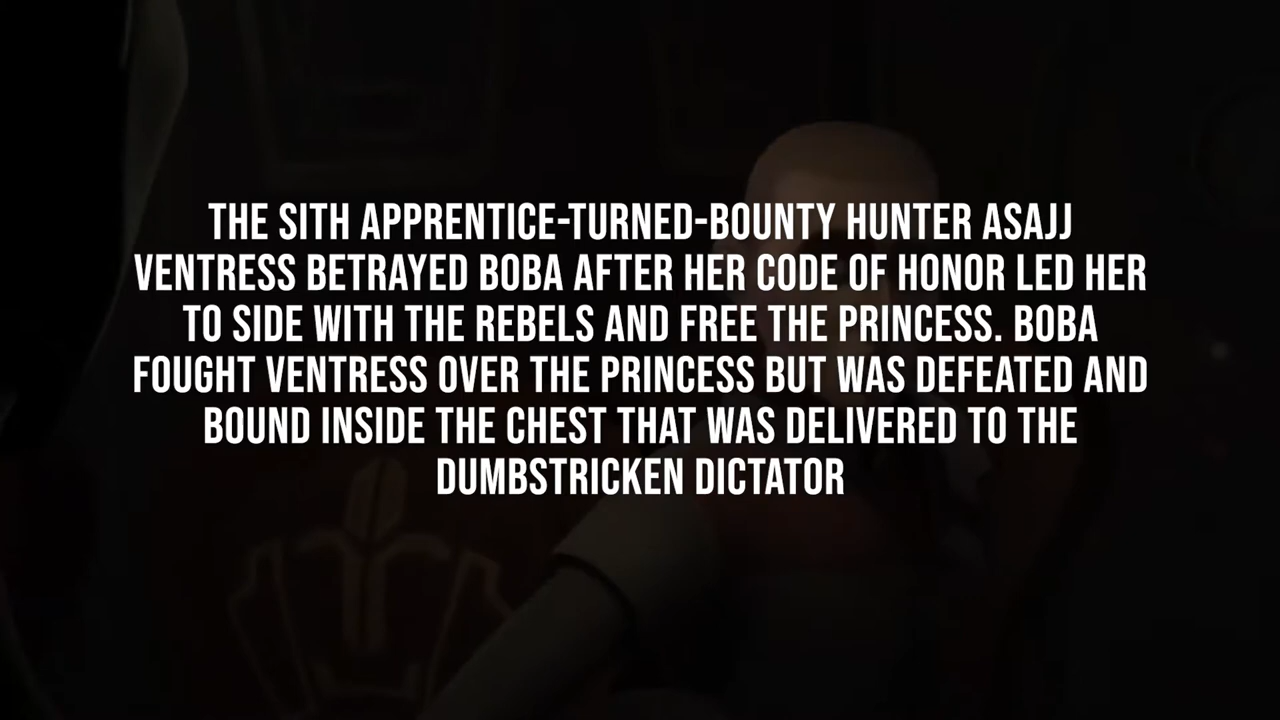 THE SITH APPRENTICE-TURNED-BOUNTY HUNTER ASAJJ
VENTRESS BETRAYED BOBA AFTER HER CODE OF HONOR LED HER
TO SIDE WITH THE REBELS AND FREE THE PRINCESS. BOBA
FOUGHT VENTRESS OVER THE PRINCESS BUT WAS DEFEATED AND
BOUND INSIDE THE CHEST THAT WAS DELIVERED TO THE
DUMBSTRICKEN DICTATOR